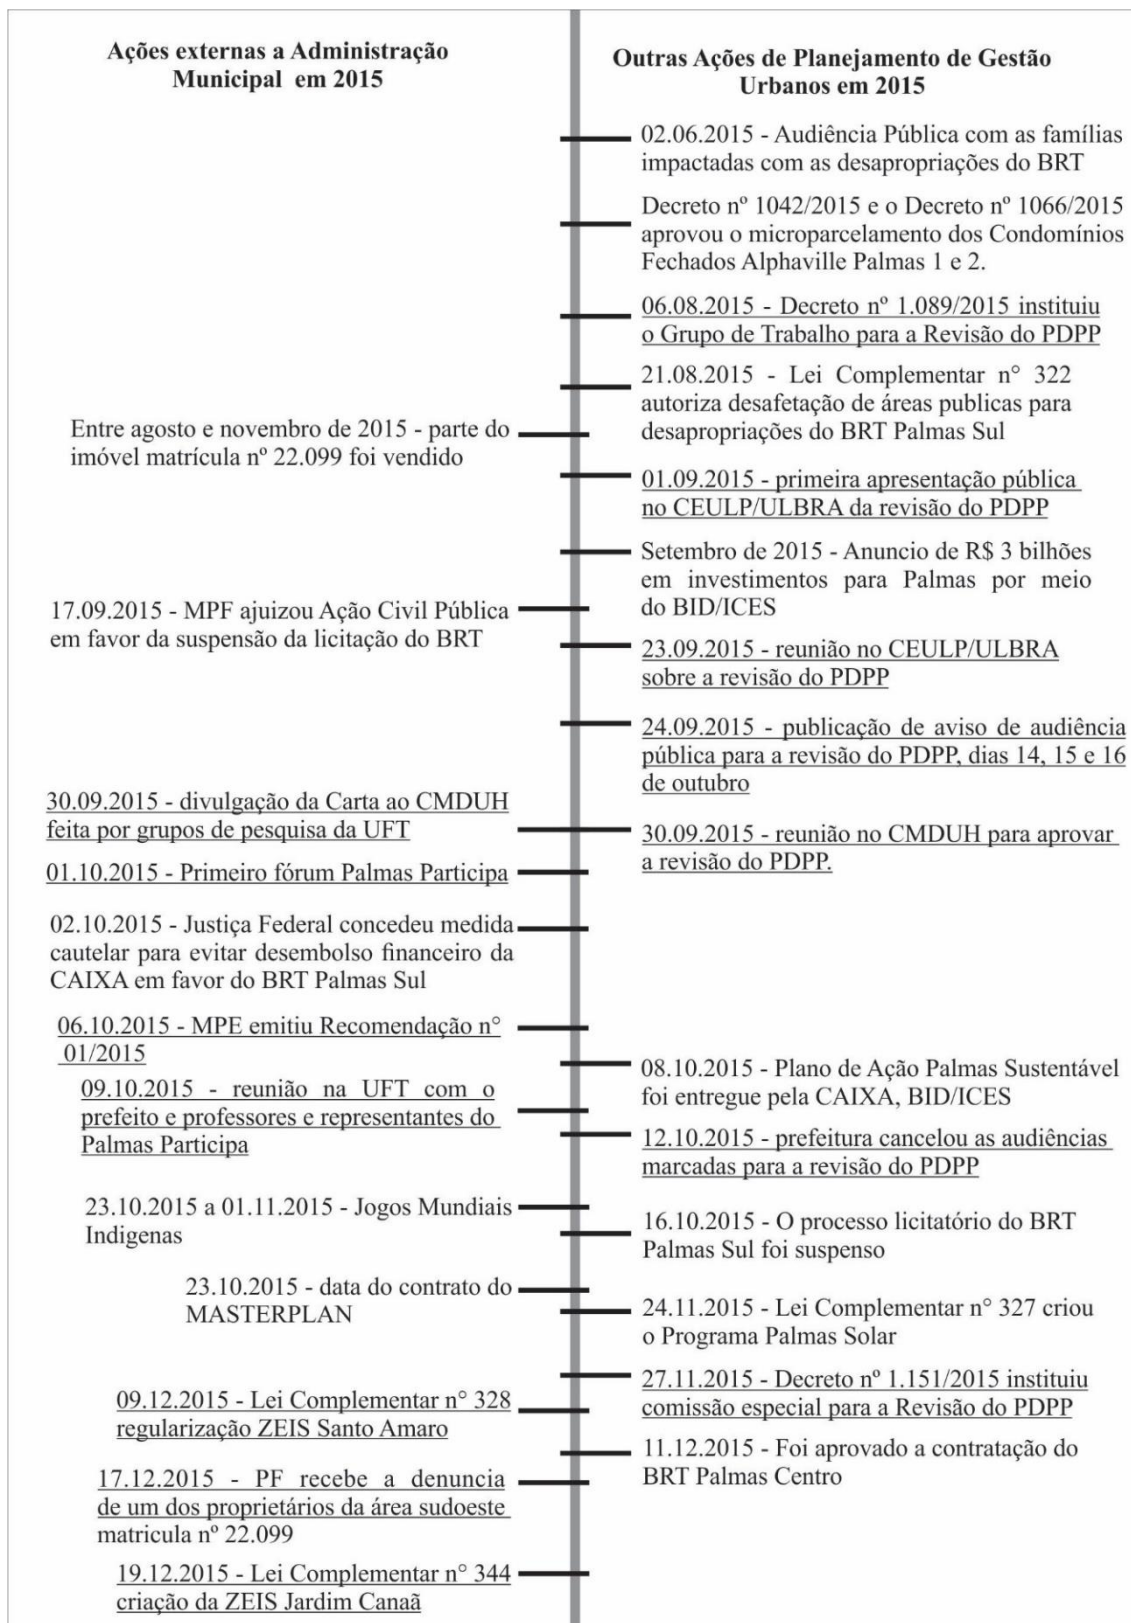 Ações externas a Administração
Municipal em 2015
Outras Ações de Planejamento de Gestão
Urbanos em 2015
02.06.2015 - Audiência Pública com as famílias
impactadas com as desapropriações do BRT
Decreto nº 1042/2015 e o Decreto nº 1066/2015
aprovou o microparcelamento dos Condomínios
Fechados Alphaville Palmas 1 e 2.
06.08.2015 - Decreto nº 1.089/2015 instituiu
o Grupo de Trabalho para a Revisão do PDPP
21.08.2015 - Lei Complementar n° 322
autoriza desafetação de áreas publicas para
desapropriações do BRT Palmas Sul
Entre agosto e novembro de 2015 - parte do
imóvel matrícula nº 22.099 foi vendido
01.09.2015 - primeira apresentação pública
no CEULP/ULBRA da revisão do PDPP
Setembro de 2015 - Anuncio de R$ 3 bilhões
em investimentos para Palmas por meio
do BID/ICES
17.09.2015 - MPF ajuizou Ação Civil Pública
em favor da suspensão da licitação do BRT
23.09.2015 - reunião no CEULP/ULBRA
sobre a revisão do PDPP
24.09.2015 - publicação de aviso de audiência
pública para a revisão do PDPP, dias 14, 15 e 16
de outubro
30.09.2015 - divulgação da Carta ao CMDUH
feita por grupos de pesquisa da UFT
30.09.2015 - reunião no CMDUH para aprovar
a revisão do PDPP.
01.10.2015 - Primeiro fórum Palmas Participa
02.10.2015 - Justiça Federal concedeu medida
cautelar para evitar desembolso financeiro da
CAIXA em favor do BRT Palmas Sul
06.10.2015 - MPE emitiu Recomendação n°
01/2015
08.10.2015 - Plano de Ação Palmas Sustentável
foi entregue pela CAIXA, BID/ICES
09.10.2015 - reunião na UFT com o
prefeito e professores e representantes do
Palmas Participa
12.10.2015 - prefeitura cancelou as audiências
marcadas para a revisão do PDPP
23.10.2015 a 01.11.2015 - Jogos Mundiais
Indigenas
16.10.2015 - O processo licitatório do BRT
Palmas Sul foi suspenso
23.10.2015 - data do contrato do
MASTERPLAN
24.11.2015 - Lei Complementar n° 327 criou
o Programa Palmas Solar
27.11.2015 - Decreto nº 1.151/2015 instituiu
comissão especial para a Revisão do PDPP
09.12.2015 - Lei Complementar n° 328
regularização ZEIS Santo Amaro
11.12.2015 - Foi aprovado a contratação do
BRT Palmas Centro
17.12.2015 - PF recebe a denuncia
de um dos proprietários da área sudoeste
matricula nº 22.099
19.12.2015 - Lei Complementar n° 344
criação da ZEIS Jardim Canaã